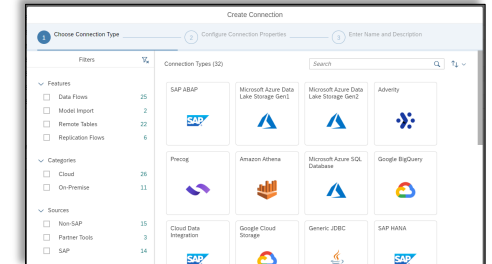 Create Connection
1 Choose Connection Type
2 Configure Connection Properties
3 Enter Name and Description
Filters
Connection Types (32)
Search
Features
Data Flows 25
Model Import 2
Remote Tables 22
Replication Flows 6
Categories
Cloud 26
On-Premise 11
Sources
Non-SAP 15
Partner Tools 3
SAP 14
SAP ABAP
SAP
Microsoft Azure Data
Lake Storage Gen1
Microsoft Azure Data
Lake Storage Gen2
Adverity
Precog
Amazon Athena
Microsoft Azure SQL
Database
Google BigQuery
Cloud Data
Integration
SAP
Google Cloud
Storage
Generic JDBC
SAP HANA
SAP